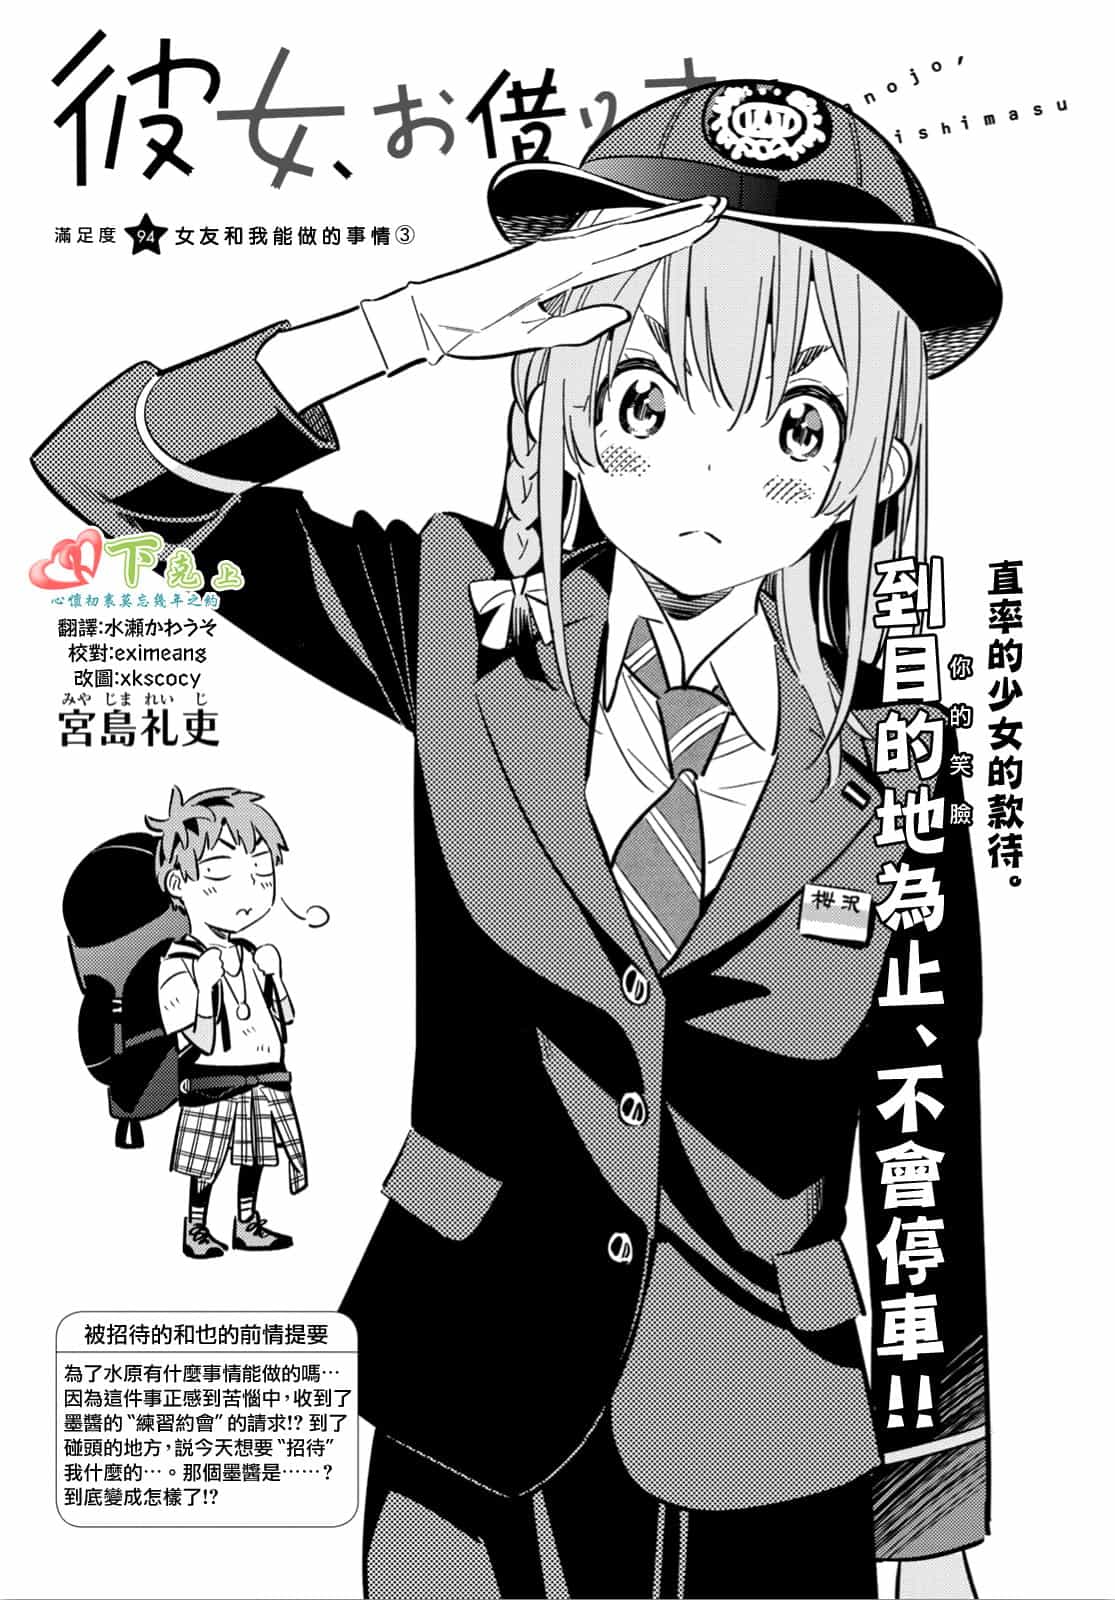 彼女、お借り
anojo,
ishimasu
滿足度 94 女友和我能做的事情③
直率的少女的款待。
你的笑臉
到目的地為止、不會停車!!
下克上
心懷初衷莫忘幾年之約
翻譯:水瀬かわうそ
校對:eximeang
改圖:xkscocy
みや じま れい じ
宮島礼吏
桜沢
被招待的和也的前情提要
為了水原有什麼事情能做的嗎…
因為這件事正感到苦惱中，收到了
墨醬的“練習約會”的請求!? 到了
碰頭的地方，説今天想要“招待”
我什麼的…。那個墨醬是……?
到底變成怎樣了!?